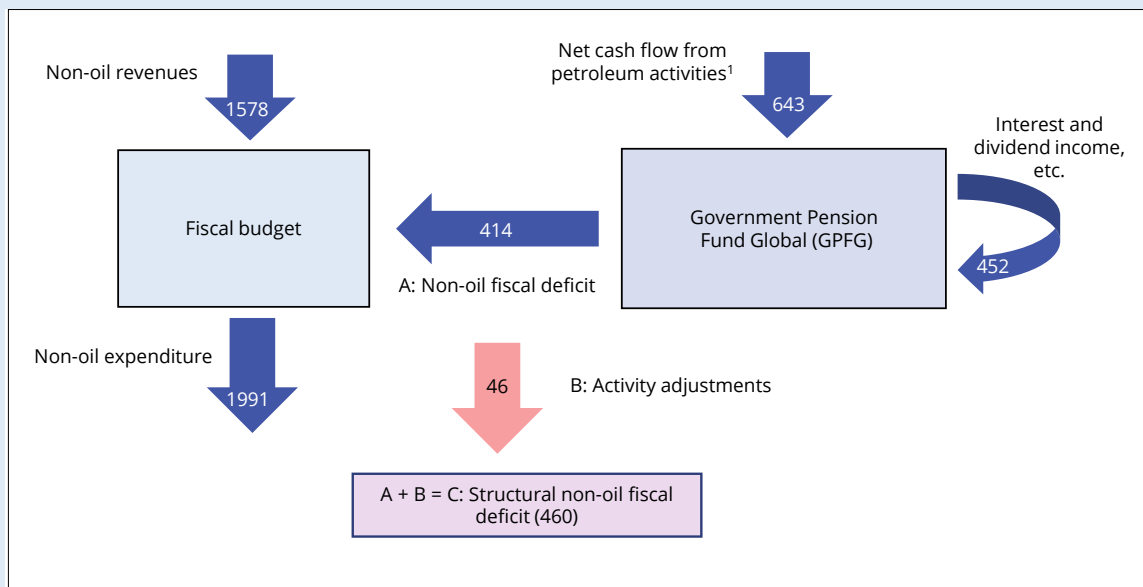 Non-oil revenues
1578
Net cash flow from
petroleum activities¹
643
Interest and
dividend income,
etc.
452
Fiscal budget
414
A: Non-oil fiscal deficit
Government Pension
Fund Global (GPFG)
Non-oil expenditure
1991
46
B: Activity adjustments
A + B = C: Structural non-oil fiscal
deficit (460)